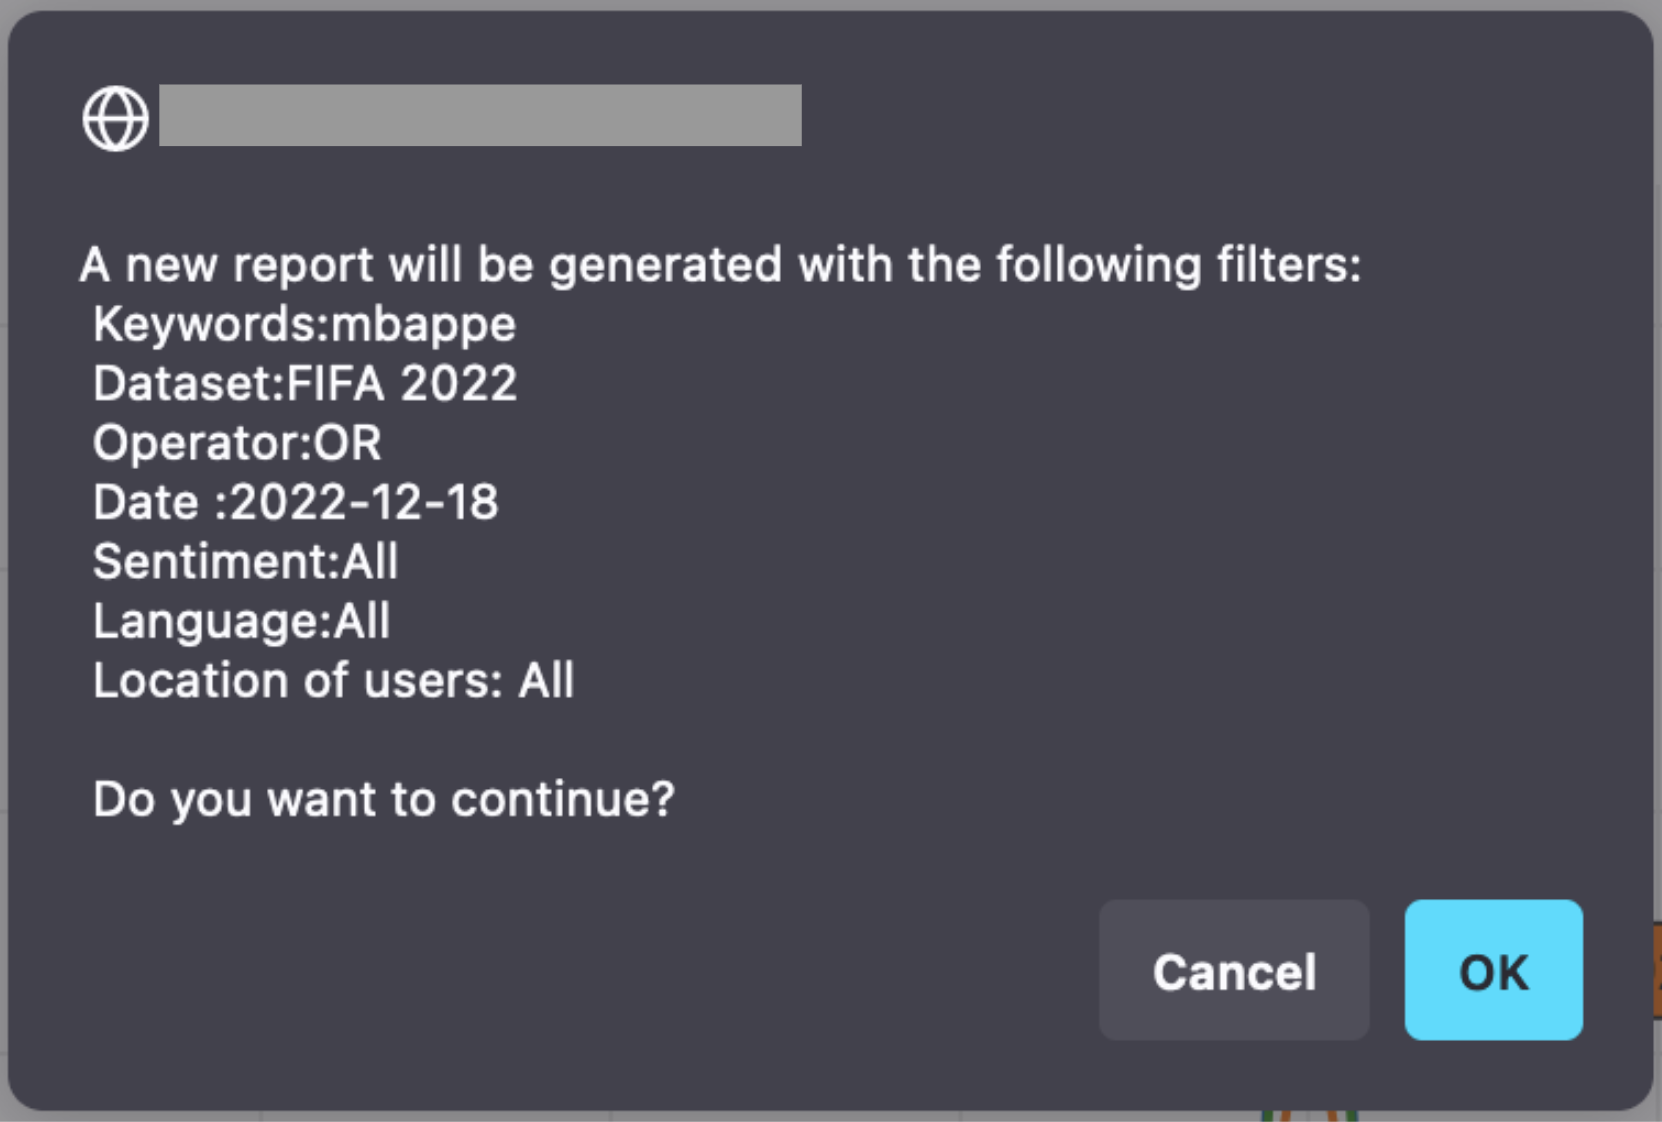 A new report will be generated with the following filters:
Keywords:mbappe
Dataset:FIFA 2022
Operator:OR
Date :2022-12-18
Sentiment:All
Language:All
Location of users: All
Do you want to continue?
Cancel OK